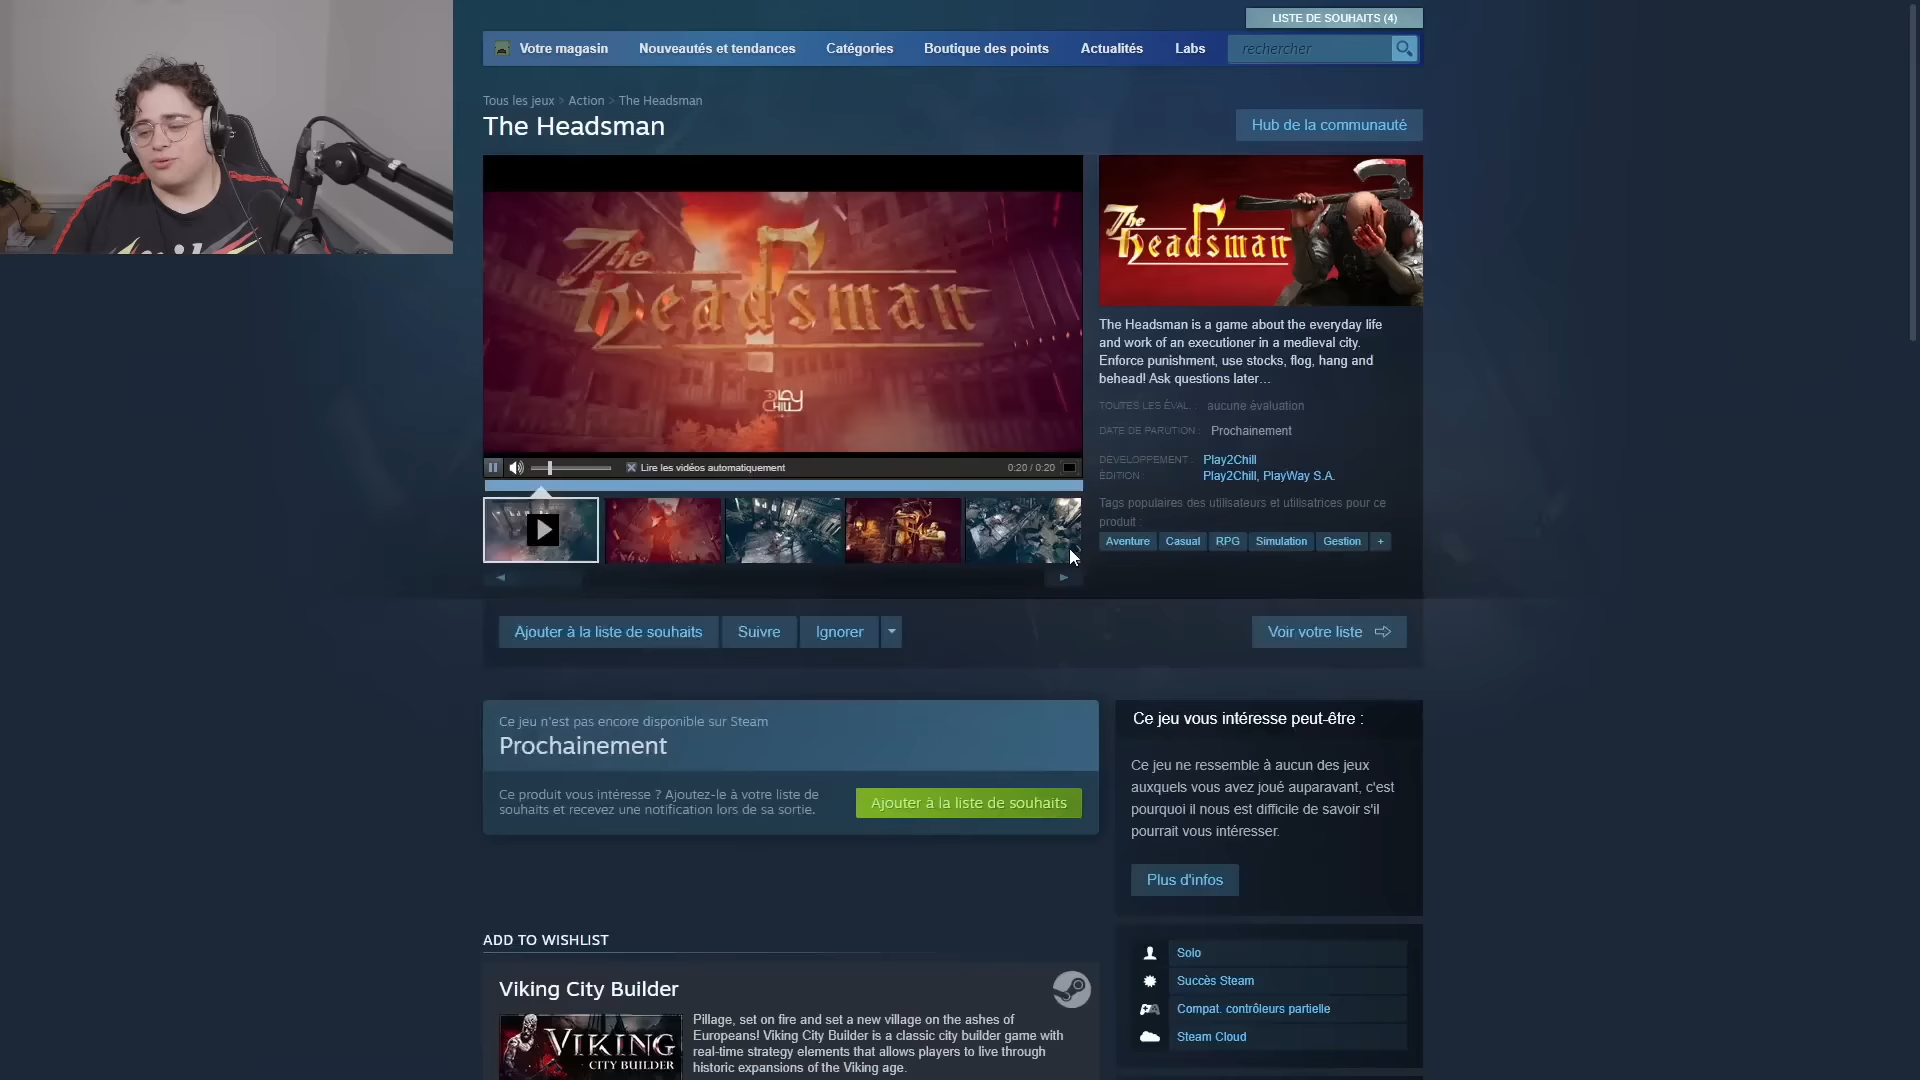 LISTE DE SOUHAITS (4)
Votre magasin
Nouveautés et tendances
Catégories
Boutique des points
Actualités
Labs
rechercher
Tous les jeux > Action > The Headsman
The Headsman
Hub de la communauté
The Headsman
PLAY
2CHILL
The Headsman
The Headsman is a game about the everyday life
and work of an executioner in a medieval city.
Enforce punishment, use stocks, flog, hang and
behead! Ask questions later...
TOUTES LES ÉVAL. : aucune évaluation
DATE DE PARUTION : Prochainement
DÉVELOPPEMENT : Play2Chill
ÉDITION : Play2Chill, PlayWay S.A.
Tags populaires des utilisateurs et utilisatrices pour ce
produit :
Aventure Casual RPG Simulation Gestion +
Lire les vidéos automatiquement
0:20 / 0:20
Ajouter à la liste de souhaits
Suivre
Ignorer
Voir votre liste
Ce jeu n'est pas encore disponible sur Steam
Prochainement
Ce produit vous intéresse ? Ajoutez-le à votre liste de
souhaits et recevez une notification lors de sa sortie.
Ajouter à la liste de souhaits
Ce jeu vous intéresse peut-être :
Ce jeu ne ressemble à aucun des jeux
auxquels vous avez joué auparavant, c'est
pourquoi il nous est difficile de savoir s'il
pourrait vous intéresser.
Plus d'infos
Solo
Succès Steam
Compat. contrôleurs partielle
Steam Cloud
ADD TO WISHLIST
Viking City Builder
VIKING
CITY BUILDER
Pillage, set on fire and set a new village on the ashes of
Europeans! Viking City Builder is a classic city builder game with
real-time strategy elements that allows players to live through
historic expansions of the Viking age.